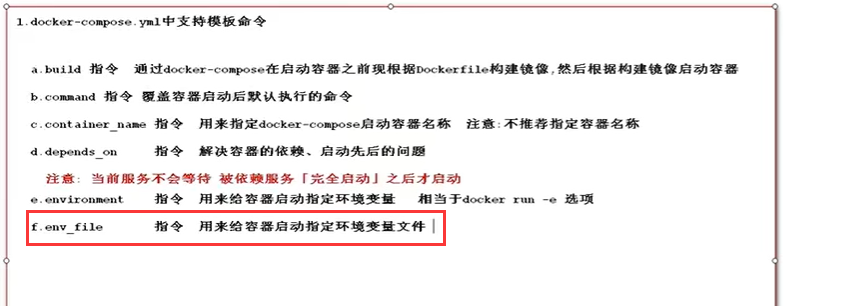 1.docker-compose.yml中支持模板命令
a.build 指令 通过docker-compose在启动容器之前现根据Dockerfile构建镜像,然后根据构建镜像启动容器
b.command 指令 覆盖容器启动后默认执行的命令
c.container_name 指令 用来指定docker-compose启动容器名称 注意:不推荐指定容器名称
d.depends_on 指令 解决容器的依赖、启动先后的问题
注意: 当前服务不会等待 被依赖服务「完全启动」之后才启动
e.environment 指令 用来给容器启动指定环境变量 相当于docker run -e 选项
f.env_file 指令 用来给容器启动指定环境变量文件